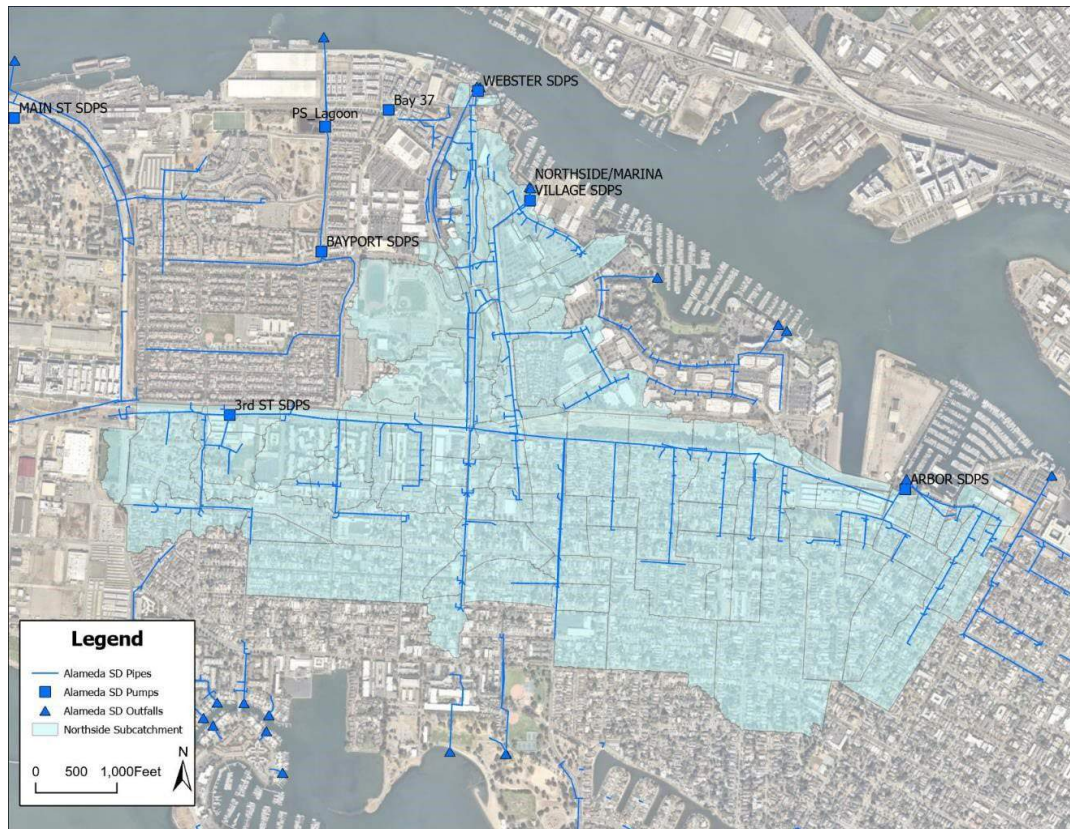 WEBSTER SDPS
MAIN ST SDPS
Bay 37
PS_Lagoon
NORTHSIDE/MARINA
VILLAGE SDPS
BAYPORT SDPS
3rd ST SDPS
ARBOR SDPS
Legend
Alameda SD Pipes
Alameda SD Pumps
Alameda SD Outfalls
Northside Subcatchment
N
0 500 1,000Feet